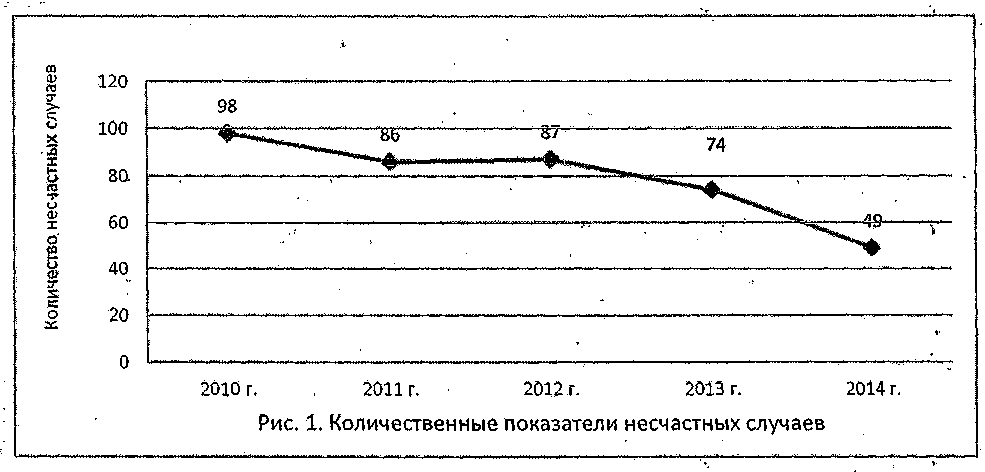 Количество несчастных случаев
120
100
80
60
40
20
0
98
86
87
74
49
2010 г.
2011 г.
2012 г.
2013 г.
2014 г.
Рис. 1. Количественные показатели несчастных случаев